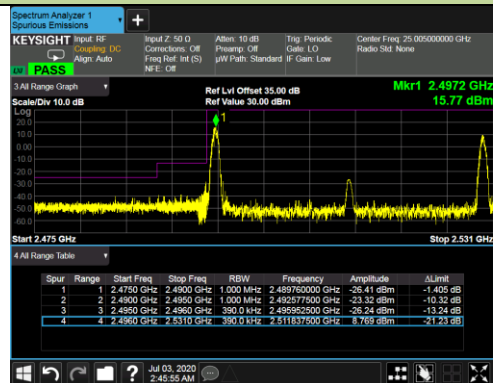 Spectrum Analyzer 1
Spurious Emissions
KEYSIGHT
Input: RF
Coupling: DC
Align: Auto
Input Z: 50 Ω
Corrections: Off
Freq Ref: Int (S)
NFE: Off
Atten: 10 dB
Preamp: Off
µW Path: Standard
Trig: Periodic
Gate: LO
IF Gain: Low
Center Freq: 25.005000000 GHz
Radio Std: None
PASS
3 All Range Graph
Scale/Div 10.0 dB
Ref Lvl Offset 35.00 dB
Ref Value 30.00 dBm
Mkr1 2.4972 GHz
15.77 dBm
Log
20.0
10.0
0.00
-10.0
-20.0
-30.0
-40.0
-50.0
-60.0
1
Start 2.475 GHz
Stop 2.531 GHz
4 All Range Table
Spur Range Start Freq Stop Freq RBW Frequency Amplitude ΔLimit
1 1 2.4750 GHz 2.4900 GHz 1.000 MHz 2.489760000 GHz -26.41 dBm -1.405 dB
2 2 2.4900 GHz 2.4950 GHz 1.000 MHz 2.492577500 GHz -23.32 dBm -10.32 dB
3 3 2.4950 GHz 2.4960 GHz 390.0 kHz 2.495952500 GHz -26.24 dBm -13.24 dB
4 4 2.4960 GHz 2.5310 GHz 390.0 kHz 2.511837500 GHz 8.769 dBm -21.23 dB
Jul 03, 2020
2:45:55 AM